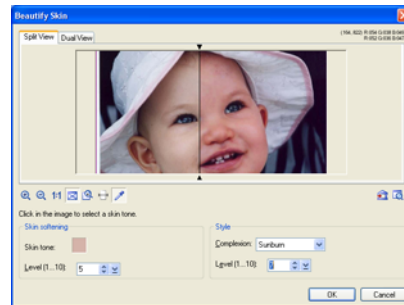 Beautify Skin
Split View
Dual View
1:1
Click in the image to select a skin tone.
Skin softening
Skin tone:
Level (1...10):
5
Style
Complexion:
Sunburn
Level (1...10):
7
OK
Cancel